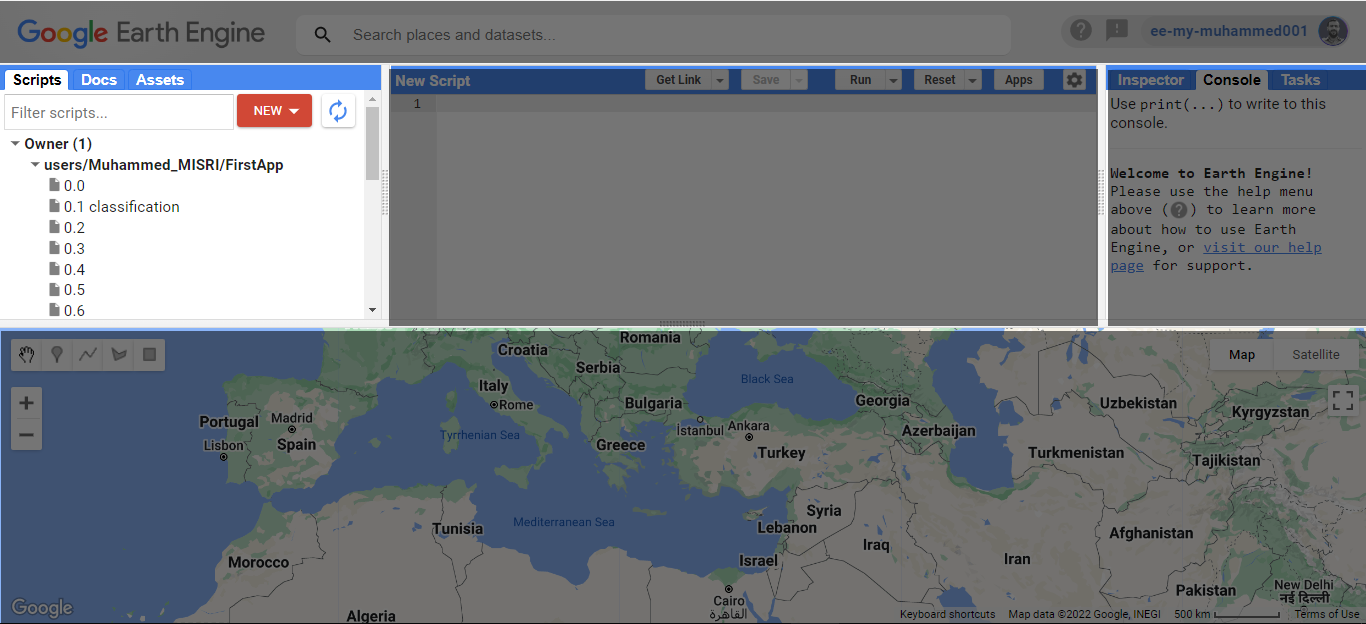 Google Earth Engine
Search places and datasets...
ee-my-muhammed001
Scripts Docs Assets
Filter scripts...
NEW
Owner (1)
users/Muhammed_MISRI/FirstApp
0.0
0.1 classification
0.2
0.3
0.4
0.5
0.6
New Script
Get Link
Save
Run
Reset
Apps
1
Inspector Console Tasks
Use print(...) to write to this
console.
Welcome to Earth Engine!
Please use the help menu
above (?) to learn more
about how to use Earth
Engine, or visit our help
page for support.
Map Satellite
Romania
Croatia
Serbia
Black Sea
Italy
Rome
Bulgaria
Georgia
Uzbekistan
Kyrgyzstan
Portugal
Madrid
İstanbul
Ankara
Azerbaijan
Tyrrhenian Sea
Lisbon
Spain
Greece
Turkey
Turkmenistan
Tajikistan
Syria
Mediterranean Sea
Tunisia
Lebanon
Afghanistan
Iraq
Iran
Morocco
Israel
Pakistan
New Delhi
नई दिल्ली
Cairo
القاهرة
Algeria
Google
Keyboard shortcuts
Map data ©2022 Google, INEGI
500 km
Terms of Use